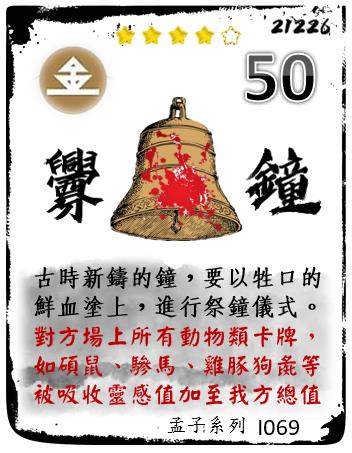 21226
金
50
釁 鐘
古時新鑄的鐘，要以牲口的
鮮血塗上，進行祭鐘儀式。
對方場上所有動物類卡牌，
如碩鼠、驂馬、雞豚狗彘等
被吸收靈感值加至我方總值
孟子系列 I069